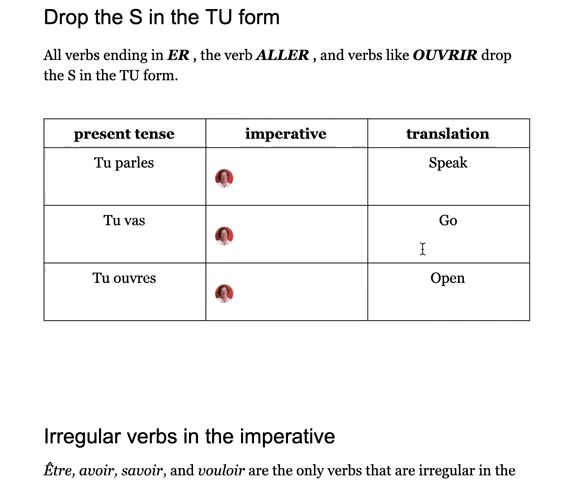 Drop the S in the TU form
All verbs ending in ER , the verb ALLER , and verbs like OUVRIR drop
the S in the TU form.
present tense imperative translation
Tu parles Speak
Tu vas Go
Tu ouvres Open
Irregular verbs in the imperative
Être, avoir, savoir, and vouloir are the only verbs that are irregular in the